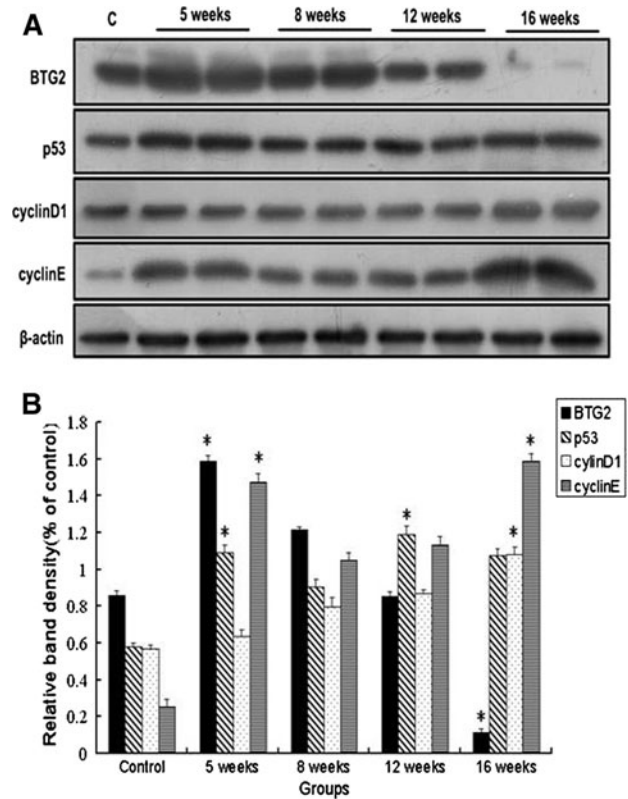 A
C 5 weeks 8 weeks 12 weeks 16 weeks
BTG2
p53
cyclinD1
cyclinE
β-actin
B
BTG2
p53
cylinD1
cyclinE
Relative band density(% of control)
1.8
1.6
1.4
1.2
1
0.8
0.6
0.4
0.2
0
* * * * * * *
Control 5 weeks 8 weeks 12 weeks 16 weeks
Groups